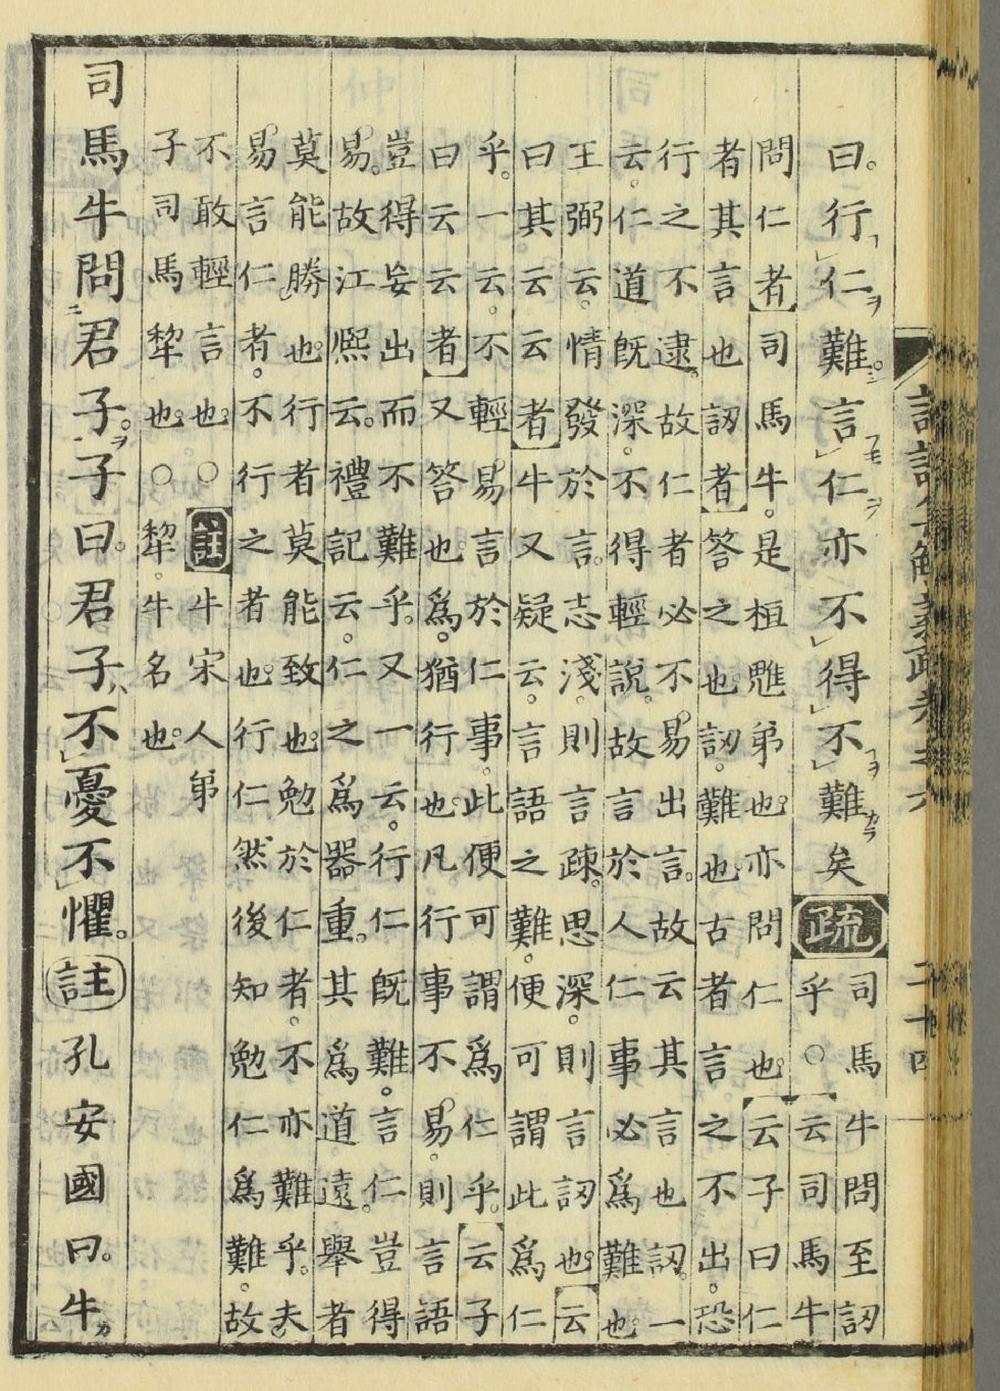 曰。行仁難。言仁亦不得不難矣疏司馬牛問至訒
乎○云司馬牛
問仁者司馬牛。是桓魋弟也。亦問仁也。云子曰仁
者其言也訒者答之也。訒。難也。古者言之不出。恐
行之不逮。故仁者必不易出言。故云其言也訒。一
云。仁道既深。不得輕說。故言於人仁事必爲難也。
王弼云。情發於言。志淺則言疎。思深。則言訒也。云
曰其云云者牛又疑云。言語之難。便可謂此爲仁
乎。一云。不輕易言於仁事。此便可謂爲仁乎。云子
曰云云者又答也。爲。猶行也。凡行事不易。則言語
豈得妄出而不難乎。又一云。行仁既難。言仁豈得
易。故江熙云。禮記云。仁之爲器重。其爲道遠。舉者
莫能勝也。行者莫能致也。勉於仁者。不亦難乎。夫
易言仁者。不行之者也。行仁然後知勉仁爲難。故
不敢輕言也。○註牛宋人弟
子司馬犂也。○犂。牛名也。
司馬牛問君子。子曰。君子不憂不懼。註孔安國曰。牛